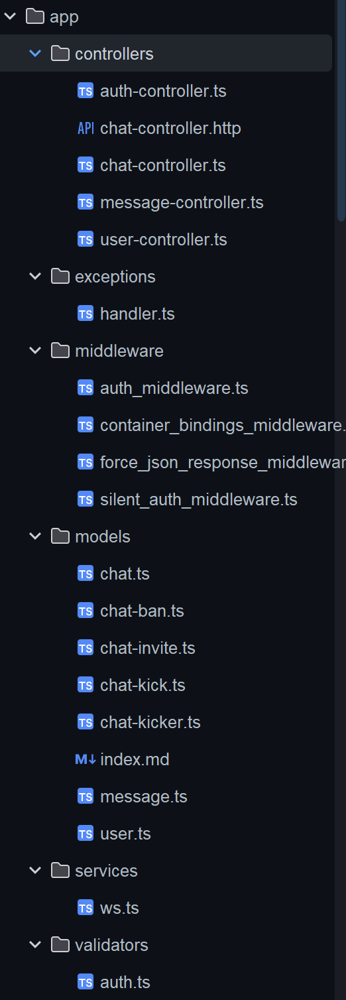 app
controllers
TS auth-controller.ts
API chat-controller.http
TS chat-controller.ts
TS message-controller.ts
TS user-controller.ts
exceptions
TS handler.ts
middleware
TS auth_middleware.ts
TS container_bindings_middleware.
TS force_json_response_middlewar
TS silent_auth_middleware.ts
models
TS chat.ts
TS chat-ban.ts
TS chat-invite.ts
TS chat-kick.ts
TS chat-kicker.ts
M↓ index.md
TS message.ts
TS user.ts
services
TS ws.ts
validators
TS auth.ts